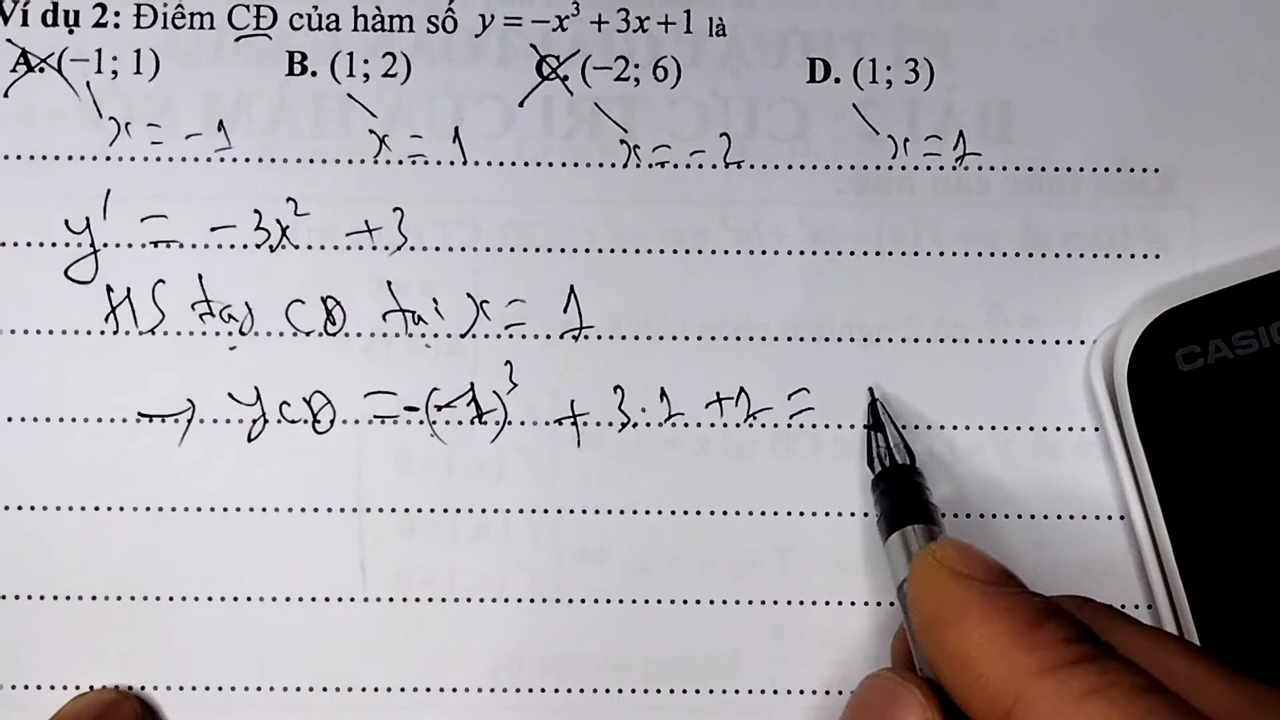 Ví dụ 2: Điểm CĐ của hàm số y = −x³ + 3x + 1 là
A. (−1; 1) B. (1; 2) C. (−2; 6) D. (1; 3)
x = -1 x = 1 x = -2 x = 1
y' = -3x² + 3
HS đạt CĐ tại x = 1
→ yCĐ = -(-1)³ + 3.1 + 1 =
CASIO